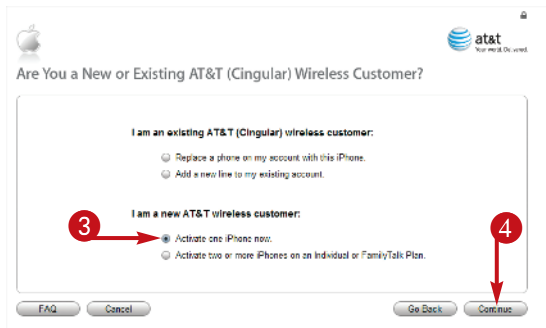 at&t
Your world. Delivered.
Are You a New or Existing AT&T (Cingular) Wireless Customer?
I am an existing AT&T (Cingular) wireless customer:
Replace a phone on my account with this iPhone.
Add a new line to my existing account.
I am a new AT&T wireless customer:
3
Activate one iPhone now.
4
Activate two or more iPhones on an Individual or FamilyTalk Plan.
FAQ Cancel Go Back Continue